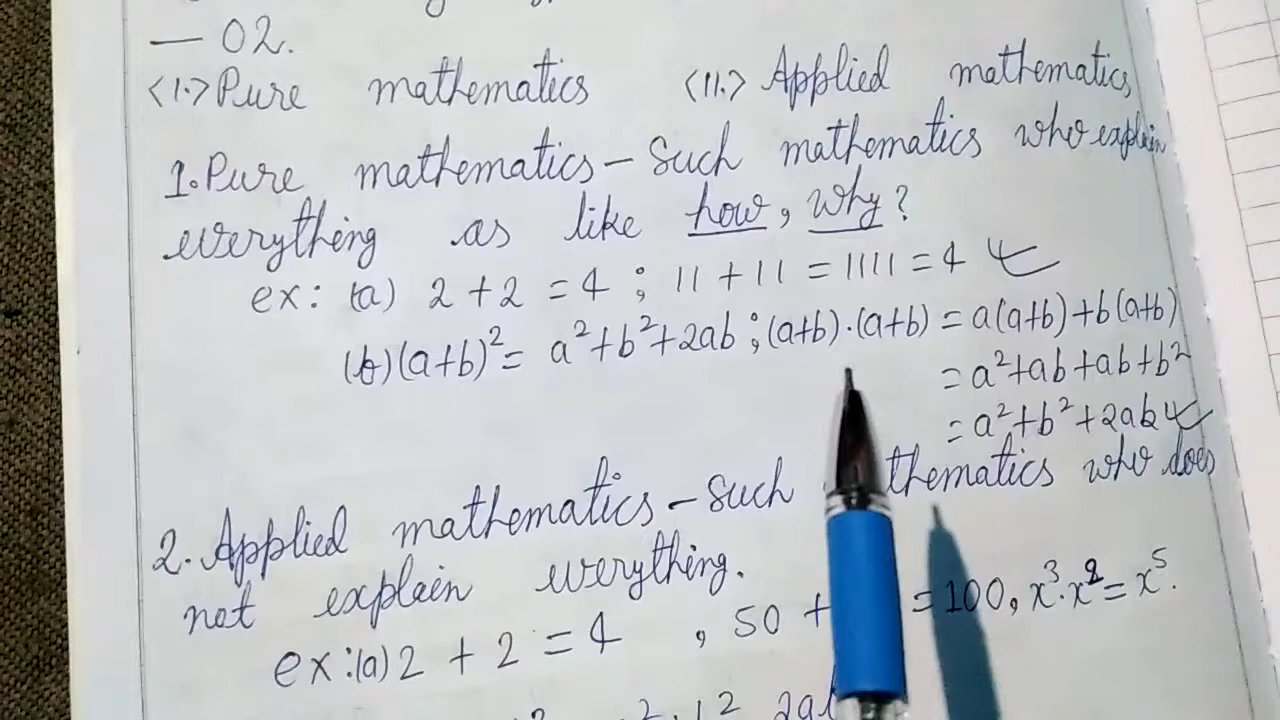 — 02.
<1.> Pure mathematics <11.> Applied mathematics
1. Pure mathematics – Such mathematics who explain
everything as like how, why?
ex: (a) 2 + 2 = 4 ; 11 + 11 = 1111 = 4
(b) (a+b)² = a²+b²+2ab ; (a+b)·(a+b) = a(a+b)+b(a+b)
= a²+ab+ab+b²
= a²+b²+2ab
2. Applied mathematics – Such thematics who does
not explain everything.
ex: (a) 2 + 2 = 4 , 50 + = 100, x³·x² = x⁵.
2ab